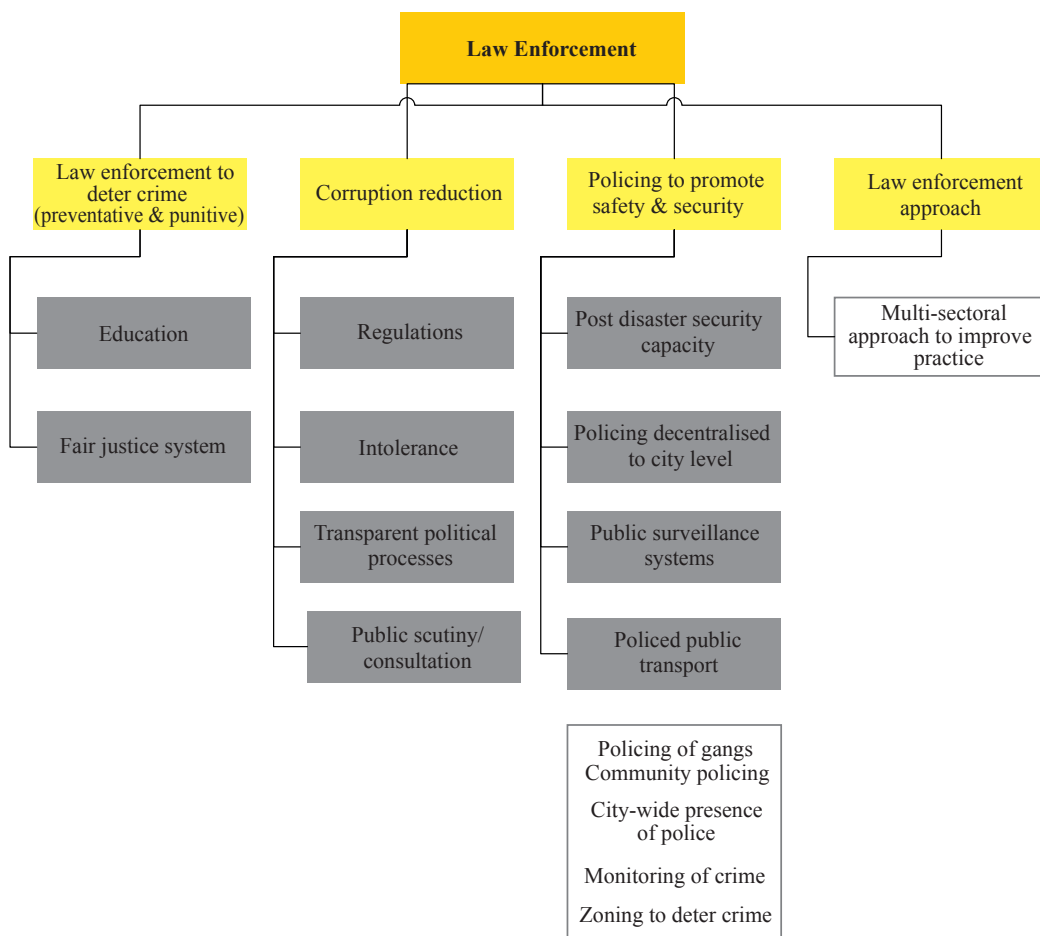 Law Enforcement
Law enforcement to
deter crime
(preventative & punitive)
Corruption reduction
Policing to promote
safety & security
Law enforcement
approach
Education
Fair justice system
Regulations
Intolerance
Transparent political
processes
Public scutiny/
consultation
Post disaster security
capacity
Policing decentralised
to city level
Public surveillance
systems
Policed public
transport
Policing of gangs
Community policing
City-wide presence
of police
Monitoring of crime
Zoning to deter crime
Multi-sectoral
approach to improve
practice